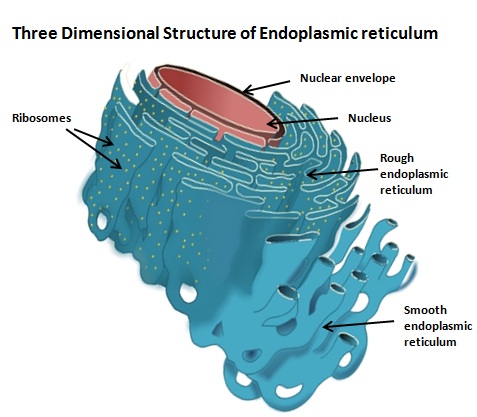 Three Dimensional Structure of Endoplasmic reticulum
Nuclear envelope
Ribosomes
Nucleus
Rough
endoplasmic
reticulum
Smooth
endoplasmic
reticulum